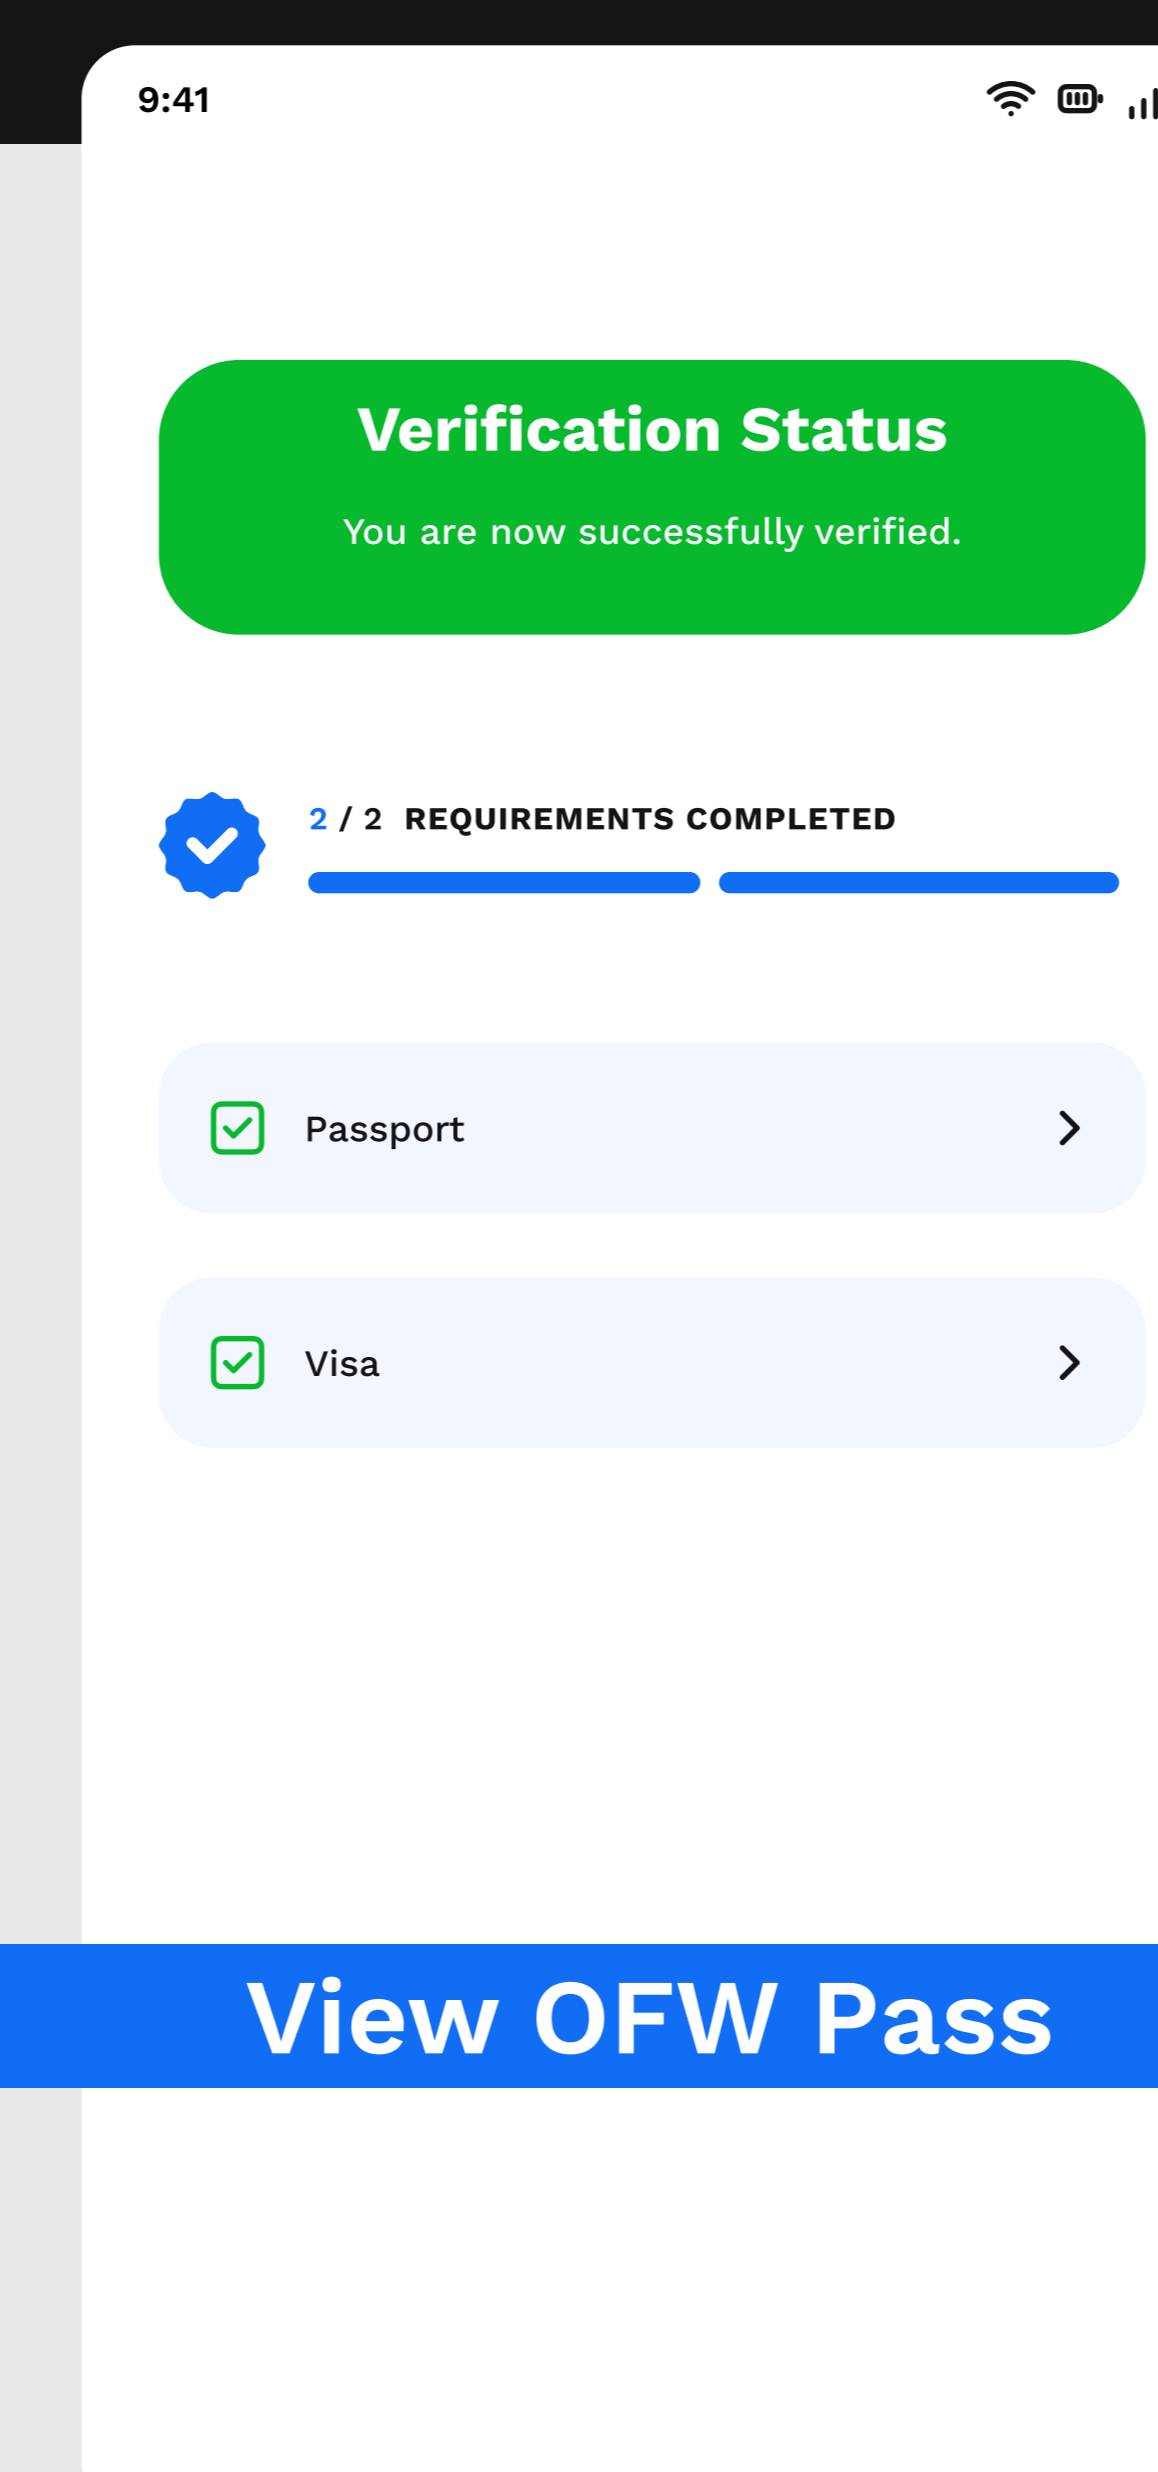 9:41
Verification Status
You are now successfully verified.
2 / 2 REQUIREMENTS COMPLETED
Passport
Visa
View OFW Pass